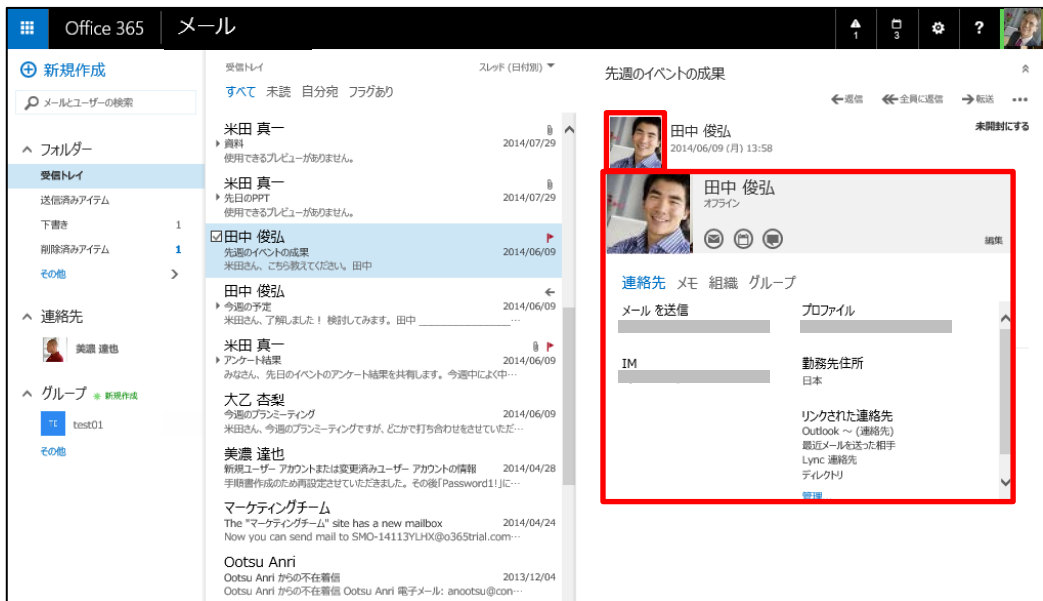 Office 365
メール
1
3
?
新規作成
メールとユーザーの検索
フォルダー
受信トレイ
送信済みアイテム
下書き 1
削除済みアイテム 1
その他
連絡先
美濃 達也
グループ 新規作成
TE test01
その他
受信トレイ スレッド (日付別)
すべて 未読 自分宛 フラグあり
米田 真一
資料 2014/07/29
使用できるプレビューがありません。
米田 真一
先日のPPT 2014/07/29
使用できるプレビューがありません。
田中 俊弘
先週のイベントの成果 2014/06/09
米田さん、こちら教えてください。田中
田中 俊弘
今週の予定 2014/06/09
米田さん、了解しました! 検討してみます。田中 __________________…
米田 真一
アンケート結果 2014/06/09
みなさん、先日のイベントのアンケート結果を共有します。今週中によく中…
大乙 杏梨
今週のプランミーティング 2014/06/09
米田さん、今週のプランミーティングですが、どこかで打ち合わせをさせていただ…
美濃 達也
新規ユーザー アカウントまたは変更済みユーザー アカウントの情報 2014/04/28
手順書作成のため再設定させていただきました。その後「Password1!」に…
マーケティングチーム
The "マーケティングチーム" site has a new mailbox 2014/04/24
Now you can send mail to SMO-14113YLHX@o365trial.com…
Ootsu Anri
Ootsu Anri からの不在着信 2013/12/04
Ootsu Anri からの不在着信 Ootsu Anri 電子メール: anootsu@con…
先週のイベントの成果
返信 全員に返信 転送 •••
田中 俊弘 未開封にする
2014/06/09 (月) 13:58
田中 俊弘
オフライン
編集
連絡先 メモ 組織 グループ
メール を送信 プロファイル
IM 勤務先住所
日本
リンクされた連絡先
Outlook ~ (連絡先)
最近メールを送った相手
Lync 連絡先
ディレクトリ
管理